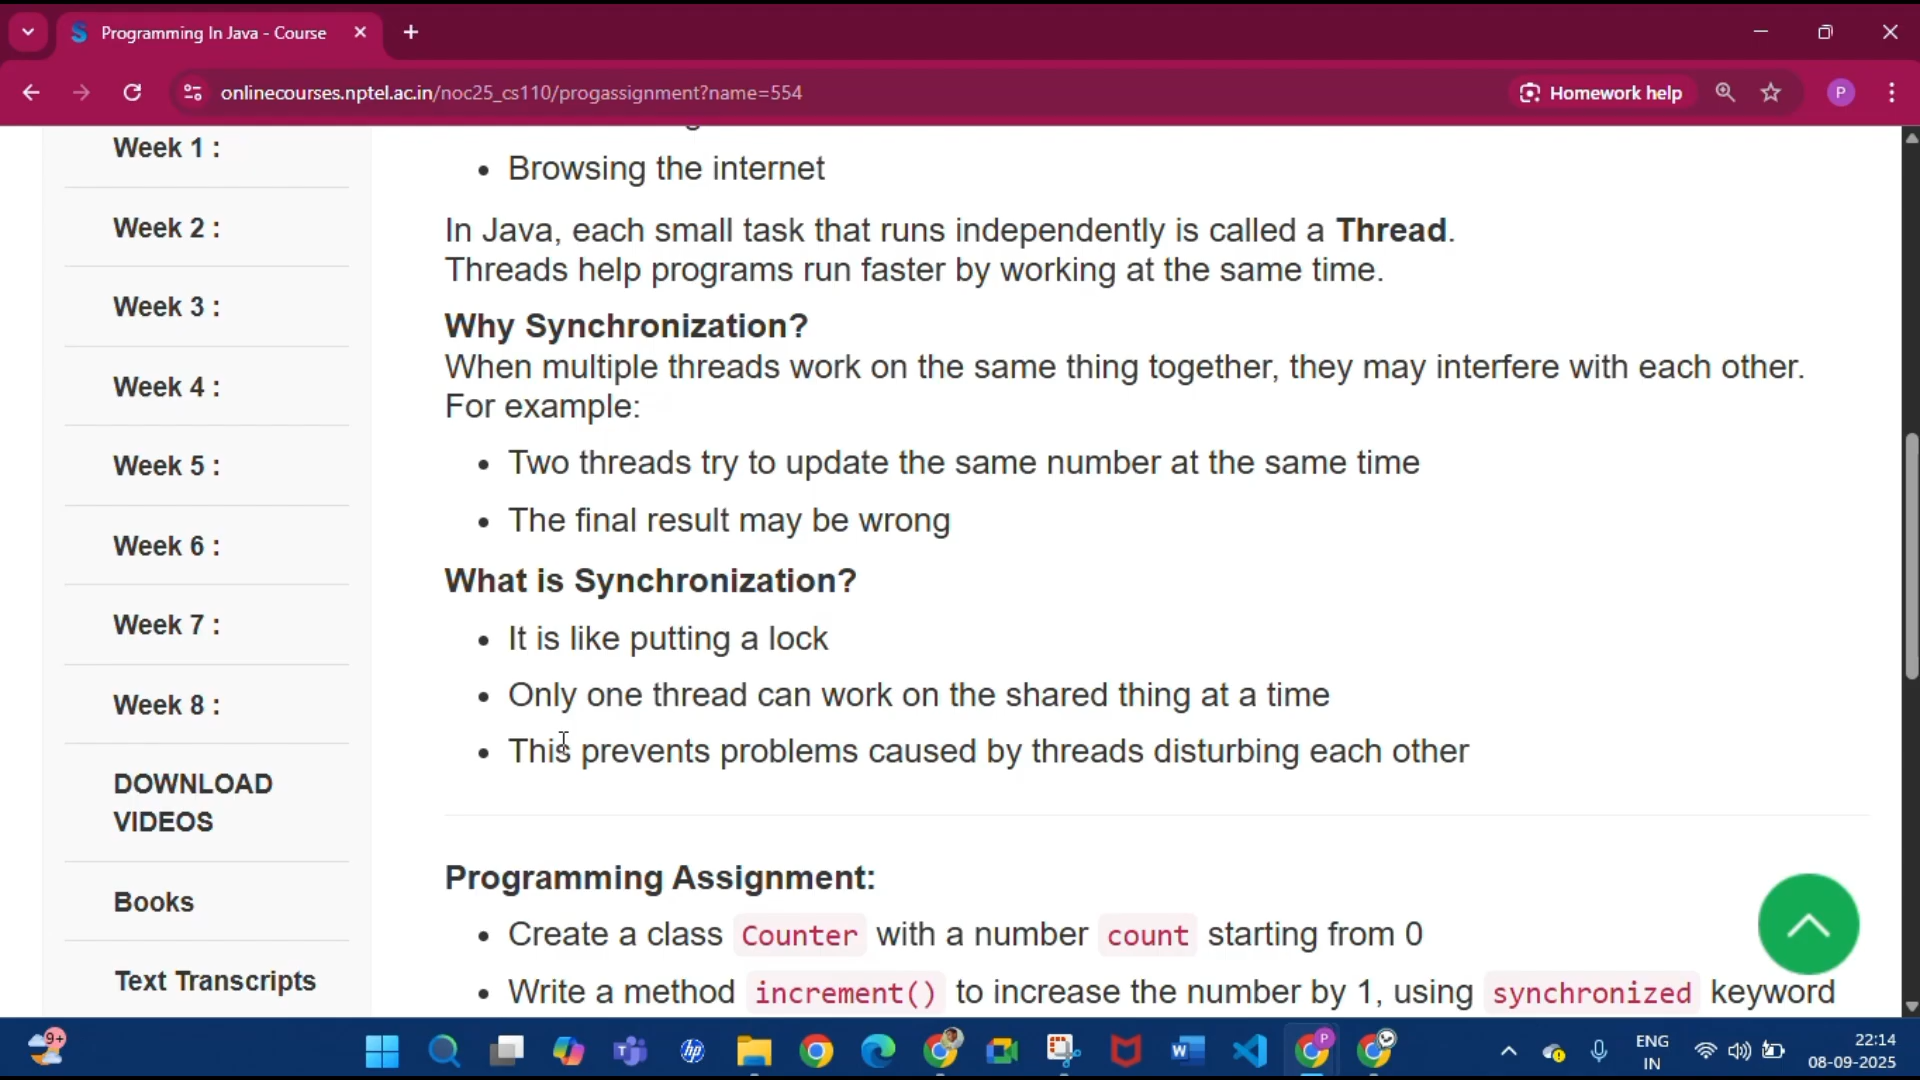 Programming In Java - Course
onlinecourses.nptel.ac.in/noc25_cs110/progassignment?name=554
Homework help
P
Week 1 :
Week 2 :
Week 3 :
Week 4 :
Week 5 :
Week 6 :
Week 7 :
Week 8 :
DOWNLOAD
VIDEOS
Books
Text Transcripts
• Browsing the internet
In Java, each small task that runs independently is called a Thread.
Threads help programs run faster by working at the same time.
Why Synchronization?
When multiple threads work on the same thing together, they may interfere with each other.
For example:
• Two threads try to update the same number at the same time
• The final result may be wrong
What is Synchronization?
• It is like putting a lock
• Only one thread can work on the shared thing at a time
• This prevents problems caused by threads disturbing each other
Programming Assignment:
• Create a class Counter with a number count starting from 0
• Write a method increment() to increase the number by 1, using synchronized keyword
9+
ENG
IN
22:14
08-09-2025